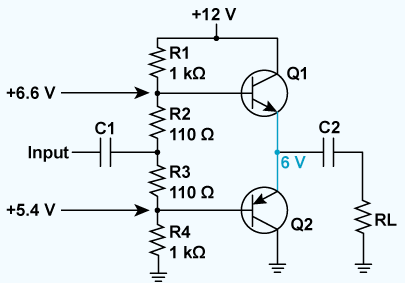 +12 V
R1
1 kΩ
Q1
+6.6 V
R2
110 Ω
C1
C2
Input
6 V
R3
110 Ω
+5.4 V
RL
Q2
R4
1 kΩ